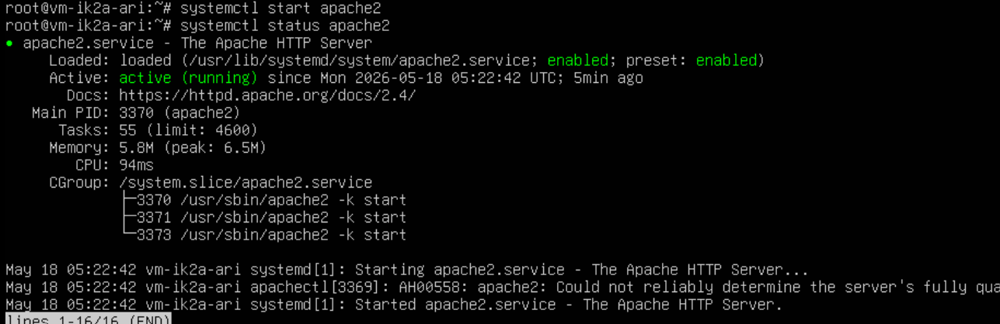 root@vm-ik2a-ari:~# systemctl start apache2
root@vm-ik2a-ari:~# systemctl status apache2
● apache2.service - The Apache HTTP Server
     Loaded: loaded (/usr/lib/systemd/system/apache2.service; enabled; preset: enabled)
     Active: active (running) since Mon 2026-05-18 05:22:42 UTC; 5min ago
       Docs: https://httpd.apache.org/docs/2.4/
   Main PID: 3370 (apache2)
      Tasks: 55 (limit: 4600)
     Memory: 5.8M (peak: 6.5M)
        CPU: 94ms
     CGroup: /system.slice/apache2.service
             ├─3370 /usr/sbin/apache2 -k start
             ├─3371 /usr/sbin/apache2 -k start
             └─3373 /usr/sbin/apache2 -k start
May 18 05:22:42 vm-ik2a-ari systemd[1]: Starting apache2.service - The Apache HTTP Server...
May 18 05:22:42 vm-ik2a-ari apachectl[3369]: AH00558: apache2: Could not reliably determine the server's fully qua
May 18 05:22:42 vm-ik2a-ari systemd[1]: Started apache2.service - The Apache HTTP Server.
lines 1-16/16 (END)